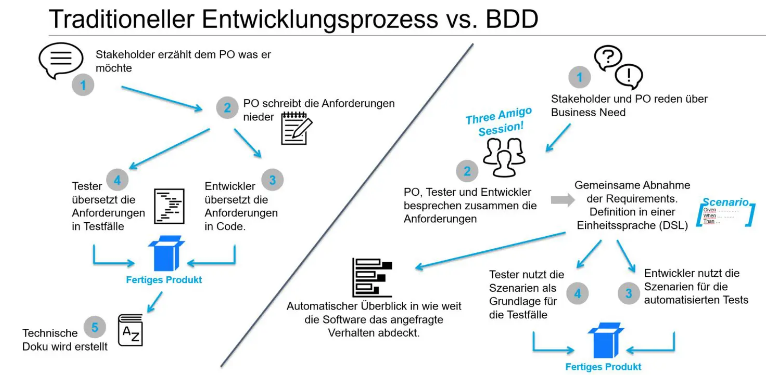 Traditioneller Entwicklungsprozess vs. BDD
Stakeholder erzählt dem PO was er
möchte
1
2
PO schreibt die Anforderungen
nieder
4
Tester
übersetzt die
Anforderungen
in Testfälle
3
Entwickler
übersetzt die
Anforderungen
in Code.
Fertiges Produkt
5
Technische
Doku wird erstellt
A
Z
1
Stakeholder und PO reden über
Business Need
Three Amigo
Session!
2
PO, Tester und Entwickler
besprechen zusammen die
Anforderungen
Gemeinsame Abnahme
der Requirements.
Definition in einer
Einheitssprache (DSL)
Scenario
Given ..........
When ..........
Then ...
Automatischer Überblick in wie weit
die Software das angefragte
Verhalten abdeckt.
Tester nutzt die
Szenarien als
Grundlage für
die Testfälle
4
3
Entwickler nutzt die
Szenarien für die
automatisierten Tests
Fertiges Produkt